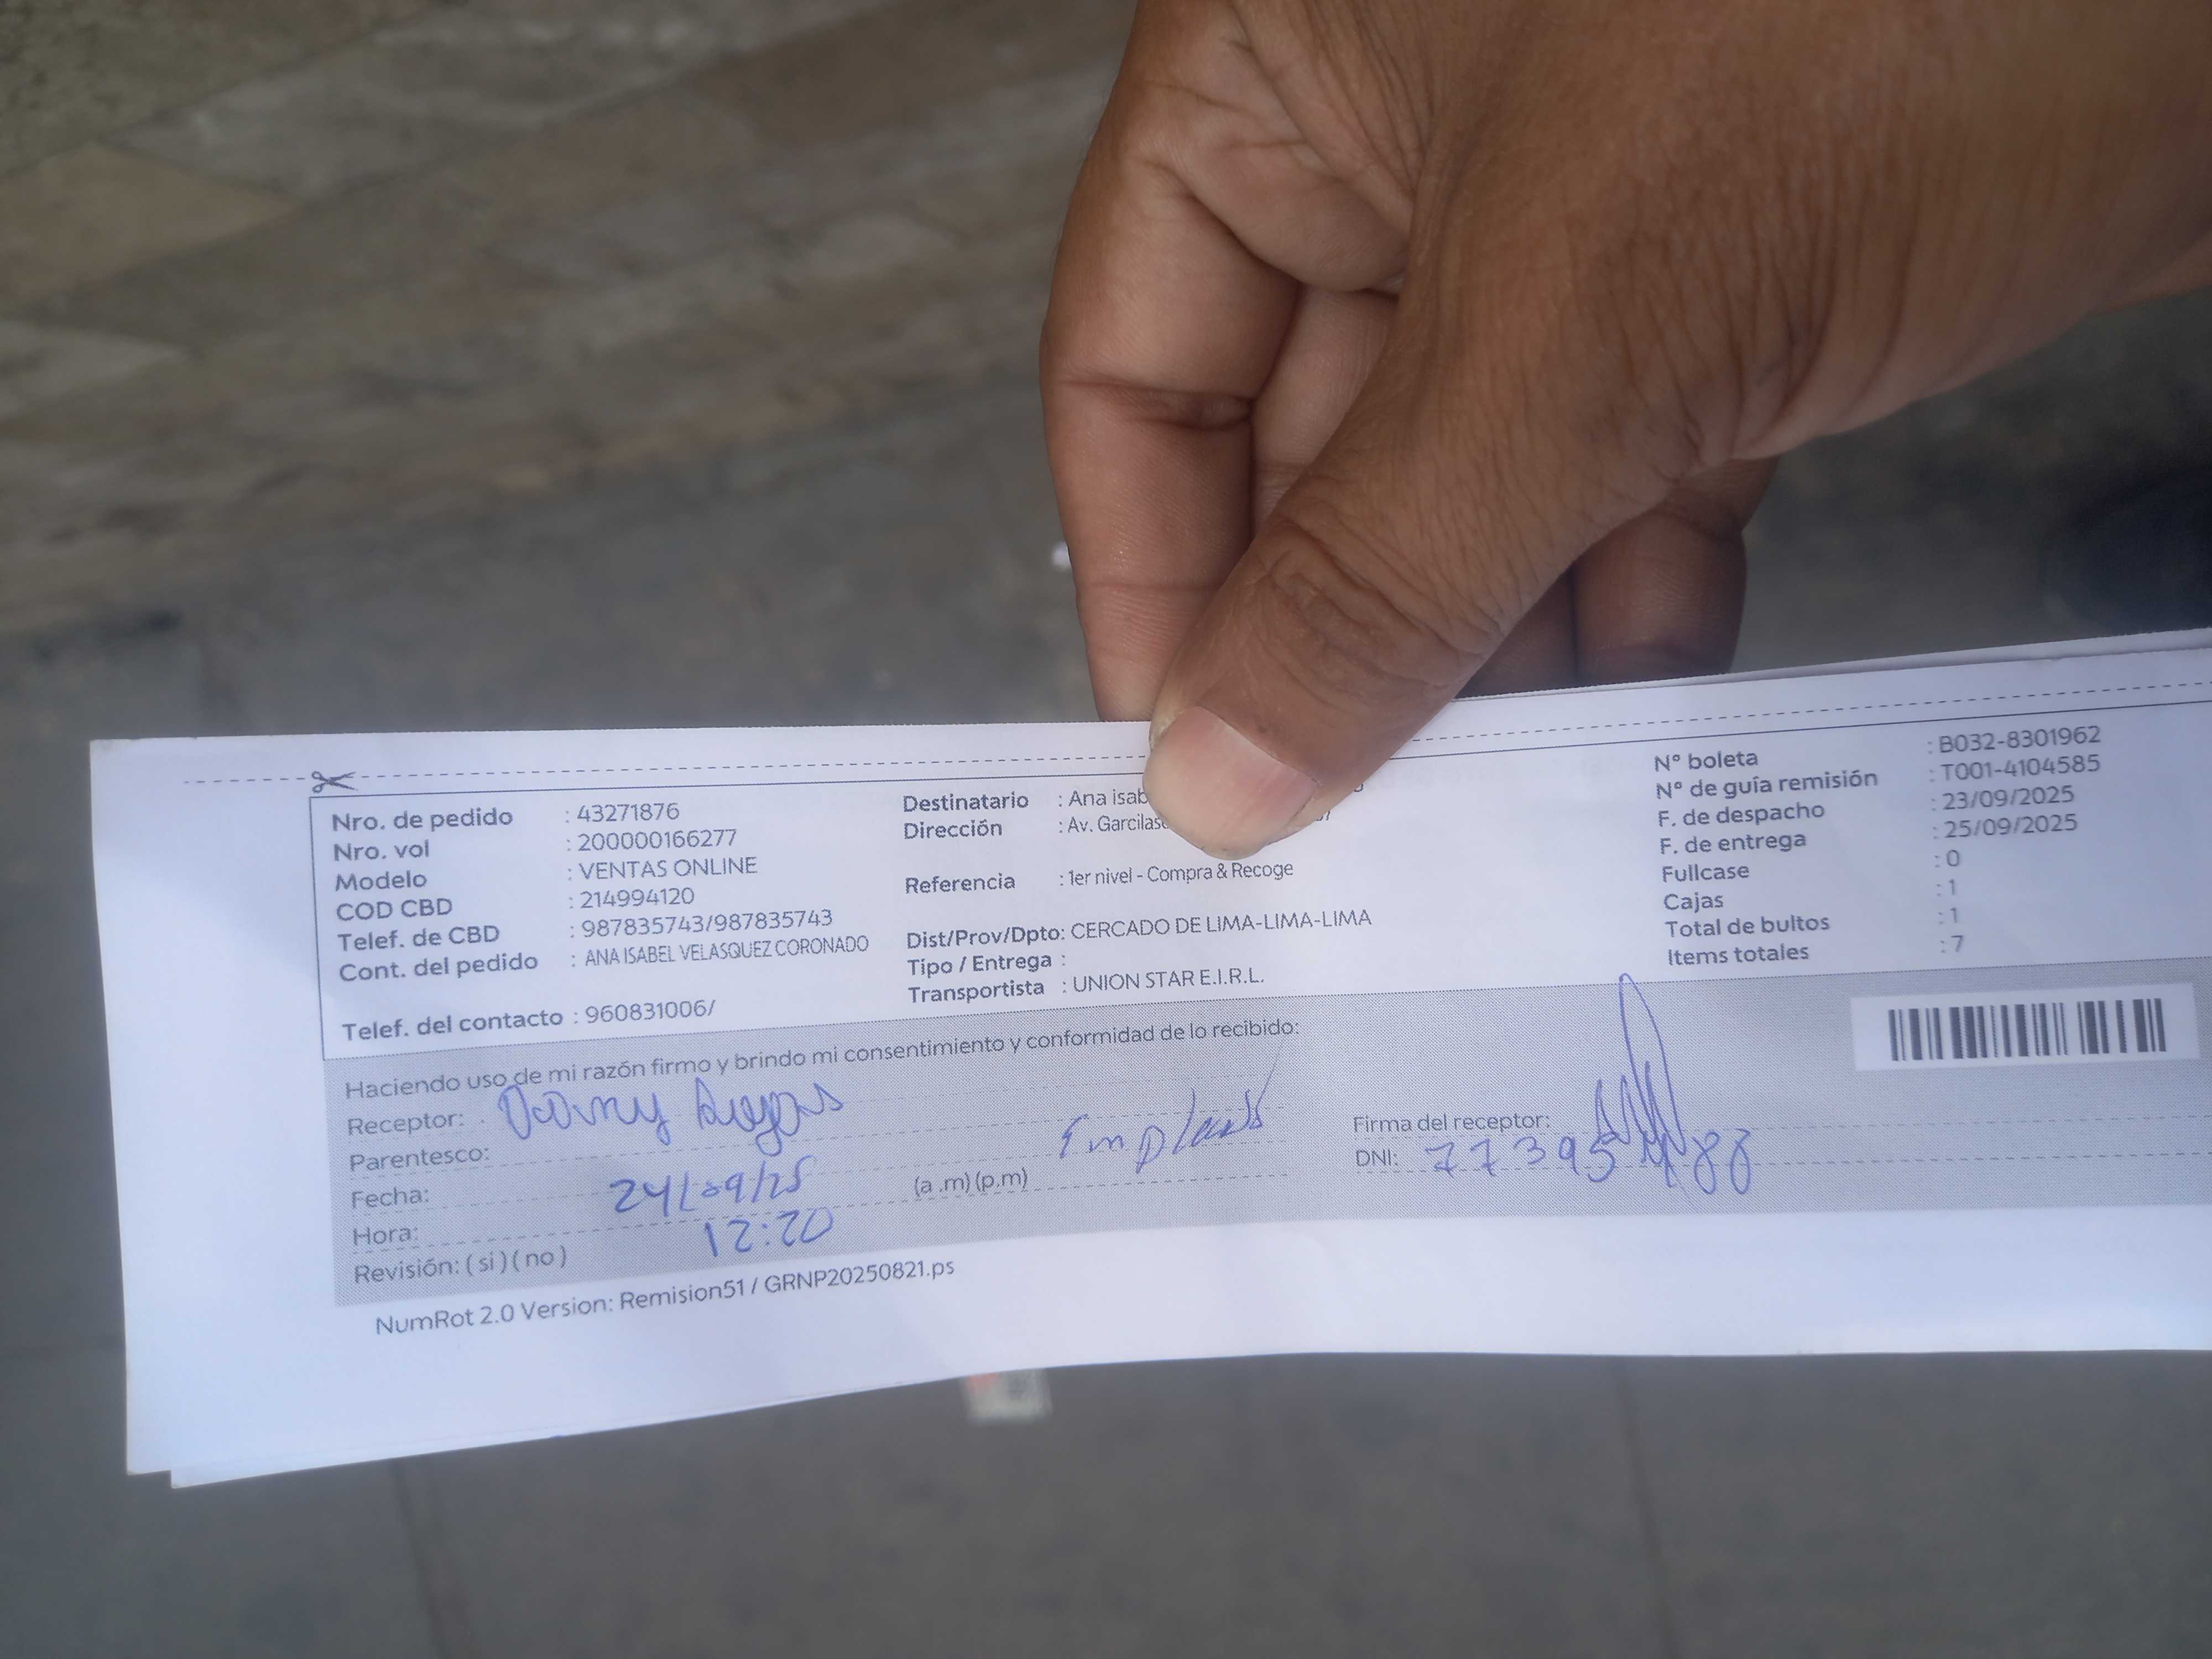 Nro. de pedido : 43271876
Nro. vol : 200000166277
Modelo : VENTAS ONLINE
COD CBD : 214994120
Telef. de CBD : 987835743/987835743
Cont. del pedido : ANA ISABEL VELASQUEZ CORONADO
Telef. del contacto : 960831006/
Destinatario : Ana isab
Dirección : Av. Garcilas
Referencia : 1er nivel - Compra & Recoge
Dist/Prov/Dpto: CERCADO DE LIMA-LIMA-LIMA
Tipo / Entrega :
Transportista : UNION STAR E.I.R.L.
N° boleta : B032-8301962
N° de guía remisión : T001-4104585
F. de despacho : 23/09/2025
F. de entrega : 25/09/2025
Fullcase : 0
Cajas : 1
Total de bultos : 1
Items totales : 7
Haciendo uso de mi razón firmo y brindo mi consentimiento y conformidad de lo recibido:
Receptor:
Parentesco:
Fecha: 24/09/25
Hora: 12:20 (a .m) (p.m)
Revisión: ( si ) ( no )
Firma del receptor:
DNI:
NumRot 2.0 Version: Remision51 / GRNP20250821.ps